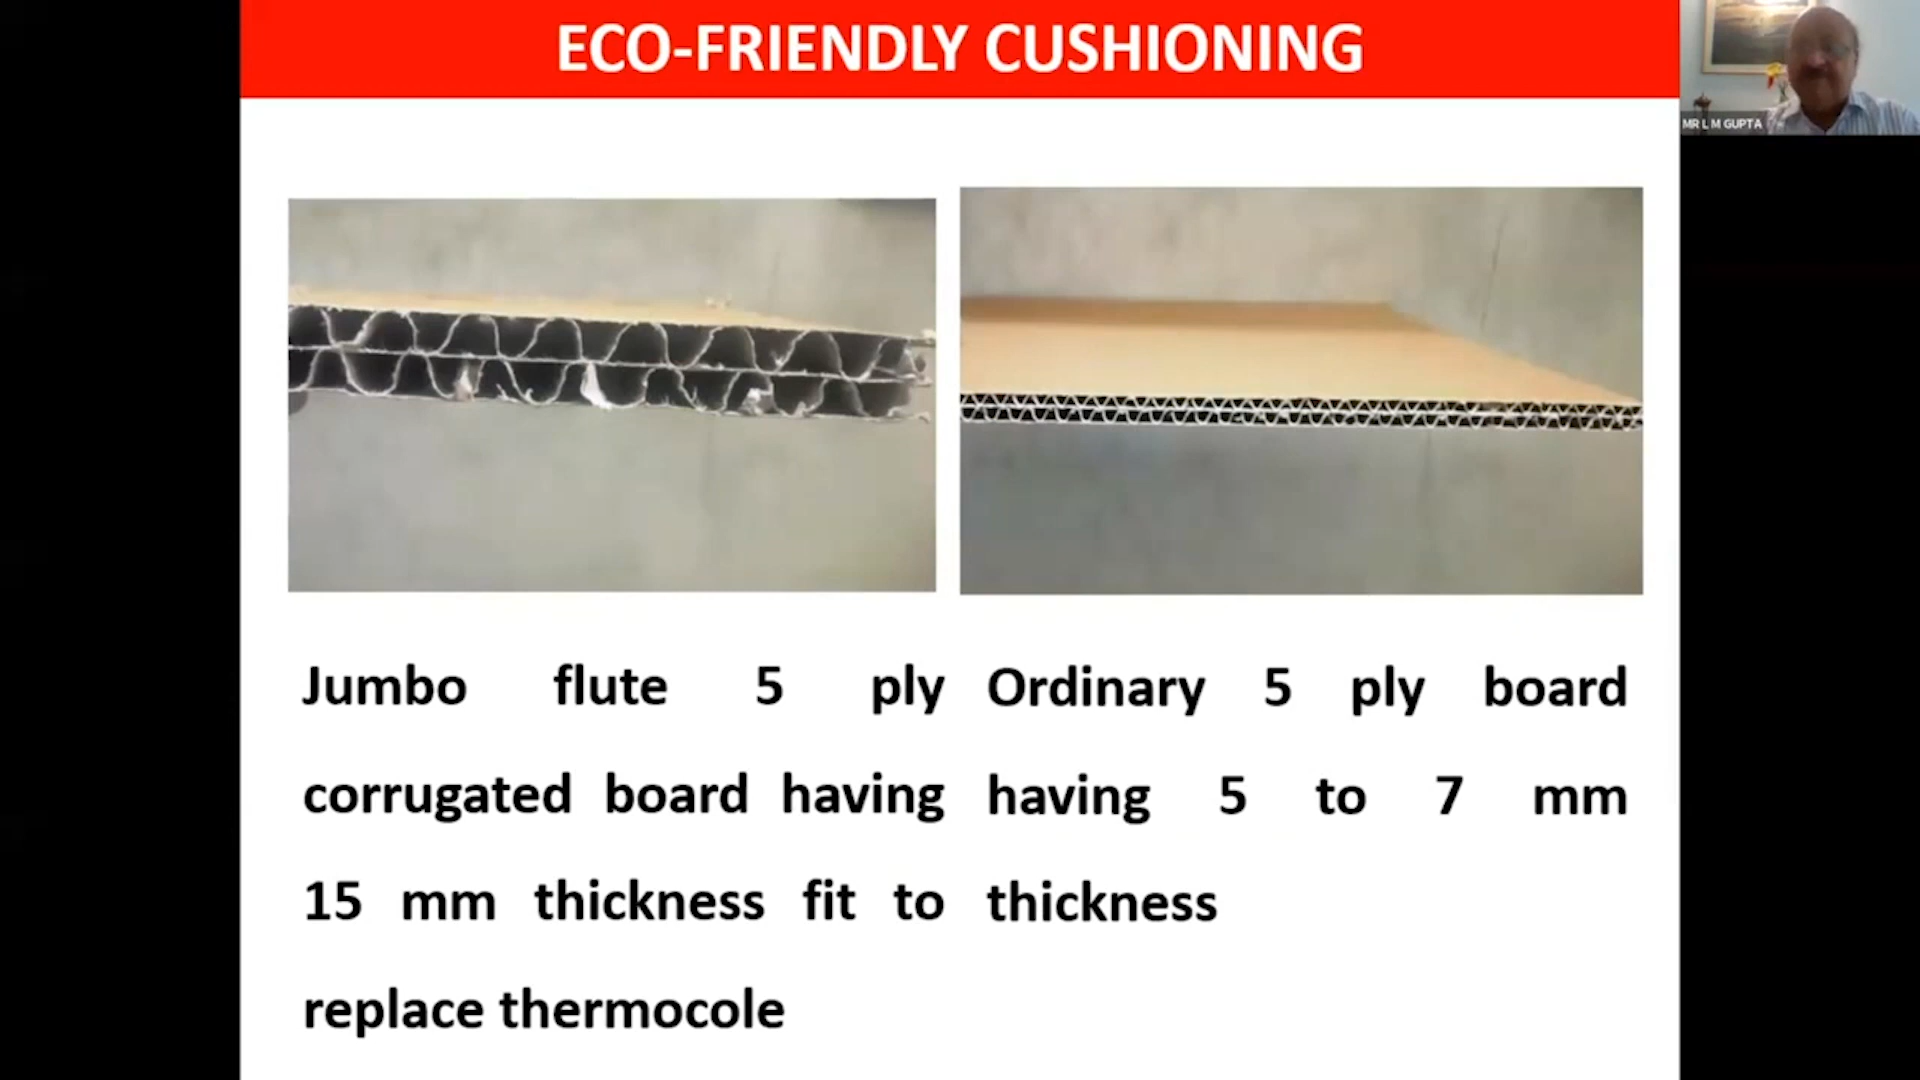 ECO-FRIENDLY CUSHIONING
MR L M GUPTA
Jumbo flute 5 ply
corrugated board having
15 mm thickness fit to
replace thermocole
Ordinary 5 ply board
having 5 to 7 mm
thickness